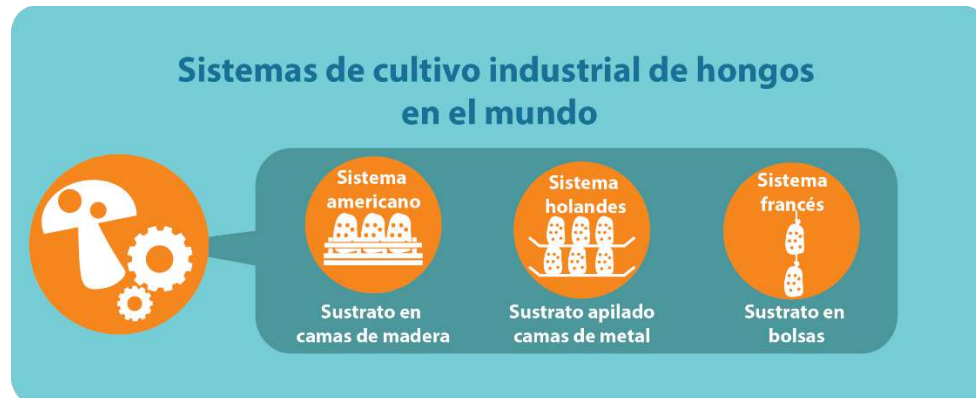 Sistemas de cultivo industrial de hongos
en el mundo
Sistema
americano
Sustrato en
camas de madera
Sistema
holandes
Sustrato apilado
camas de metal
Sistema
francés
Sustrato en
bolsas